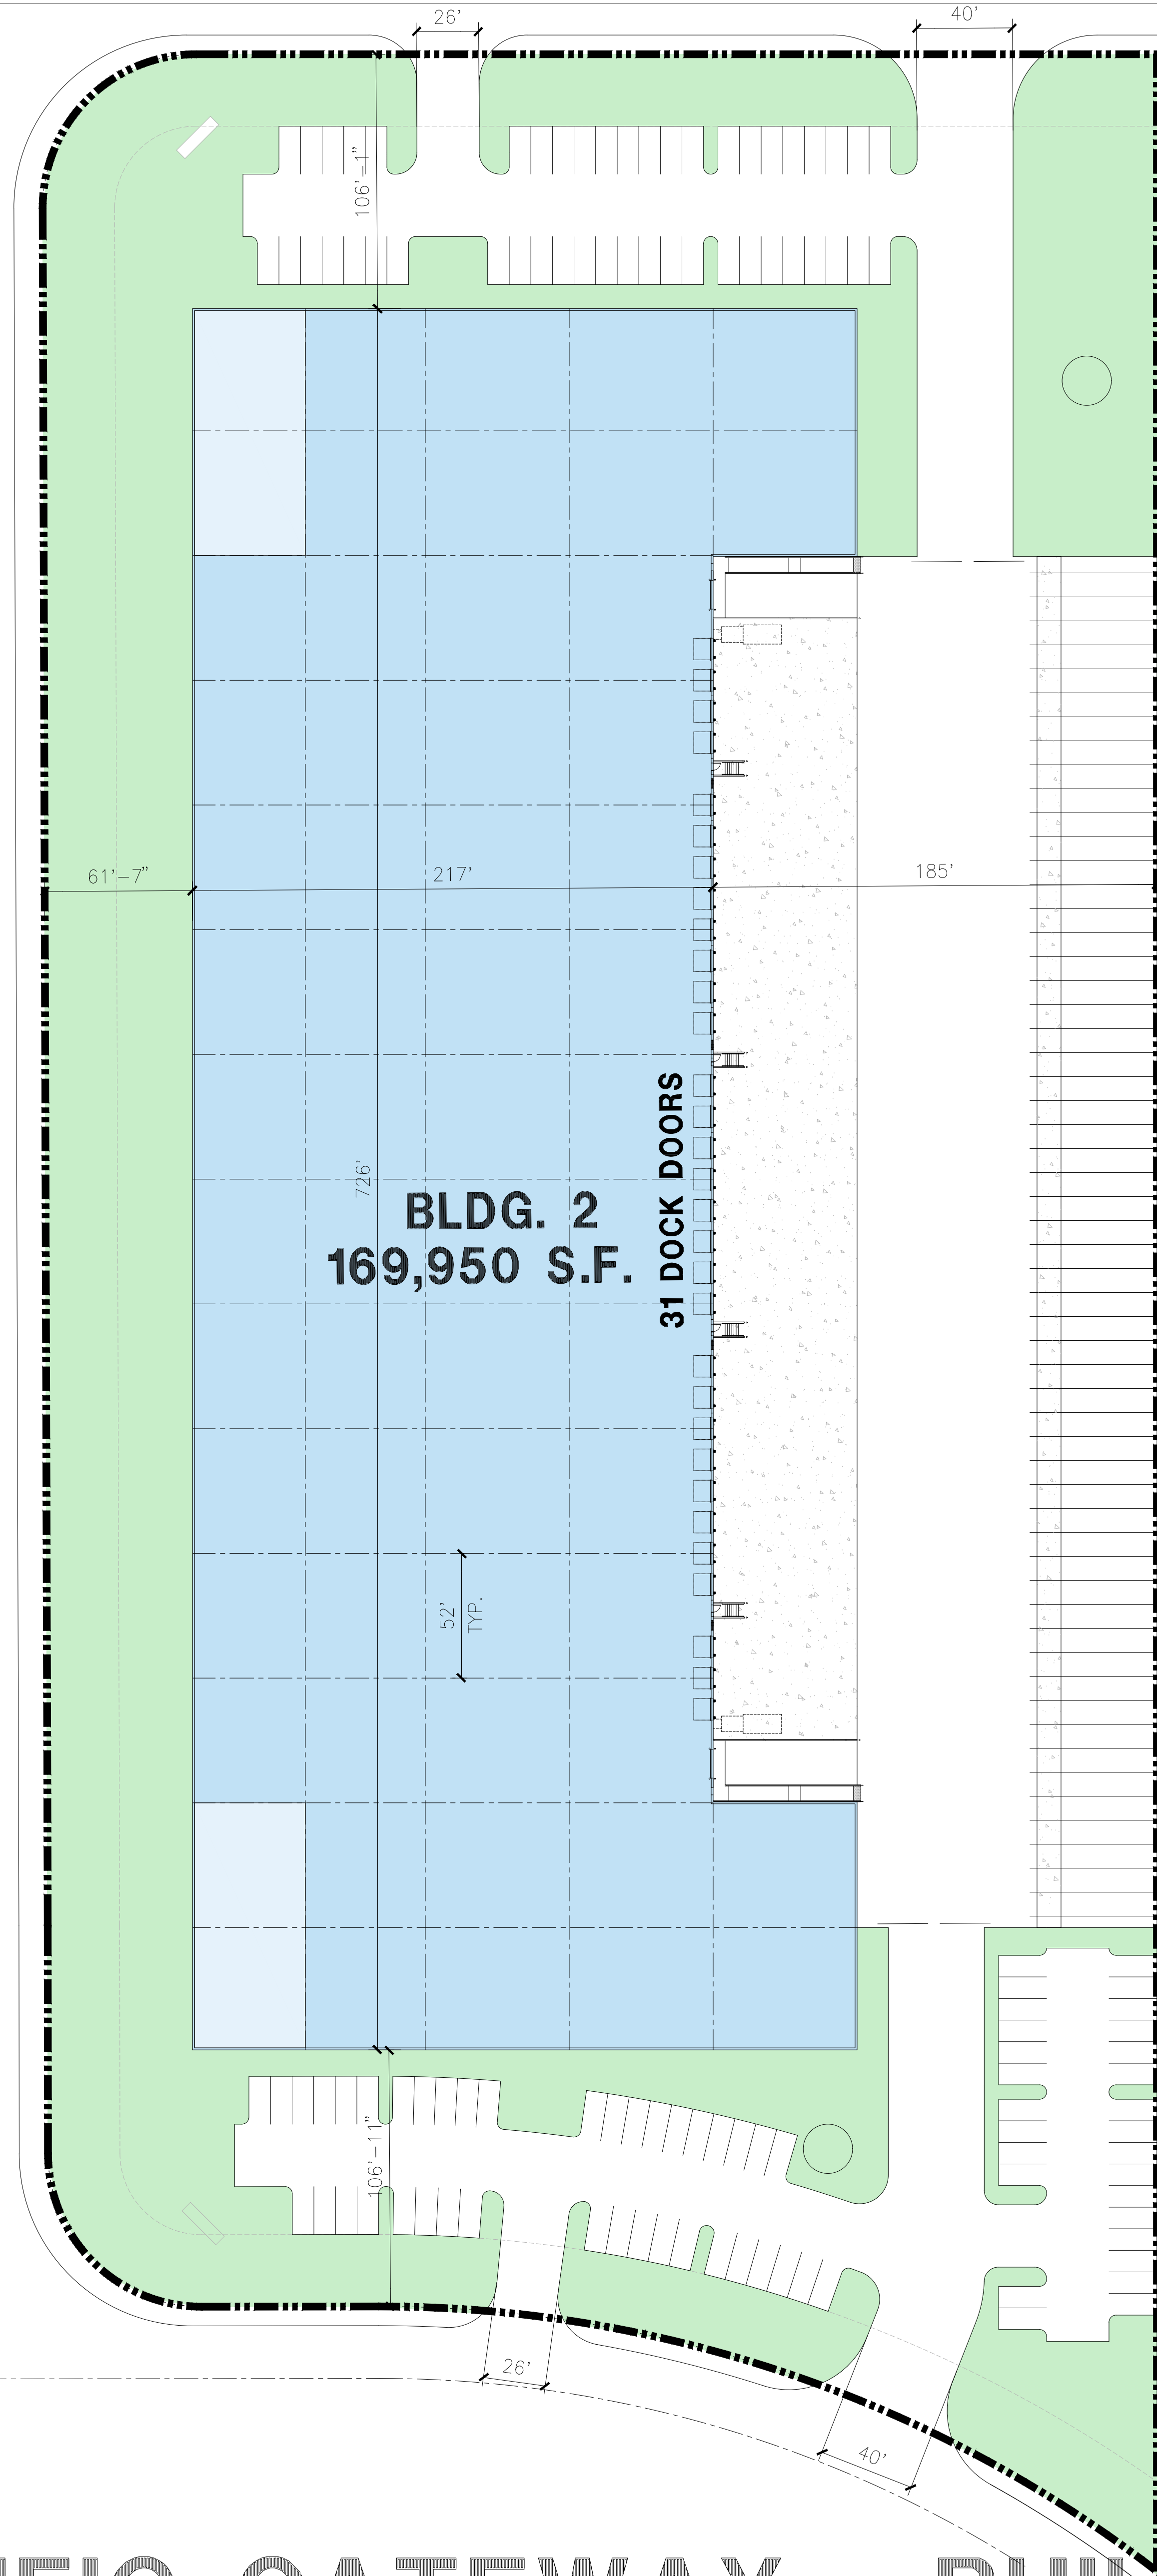 26'
40'
106'-1"
61'-7"
217'
185'
726'
31 DOCK DOORS
BLDG. 2
169,950 S.F.
52'
TYP.
106'-11"
26'
40'
GATEWAY